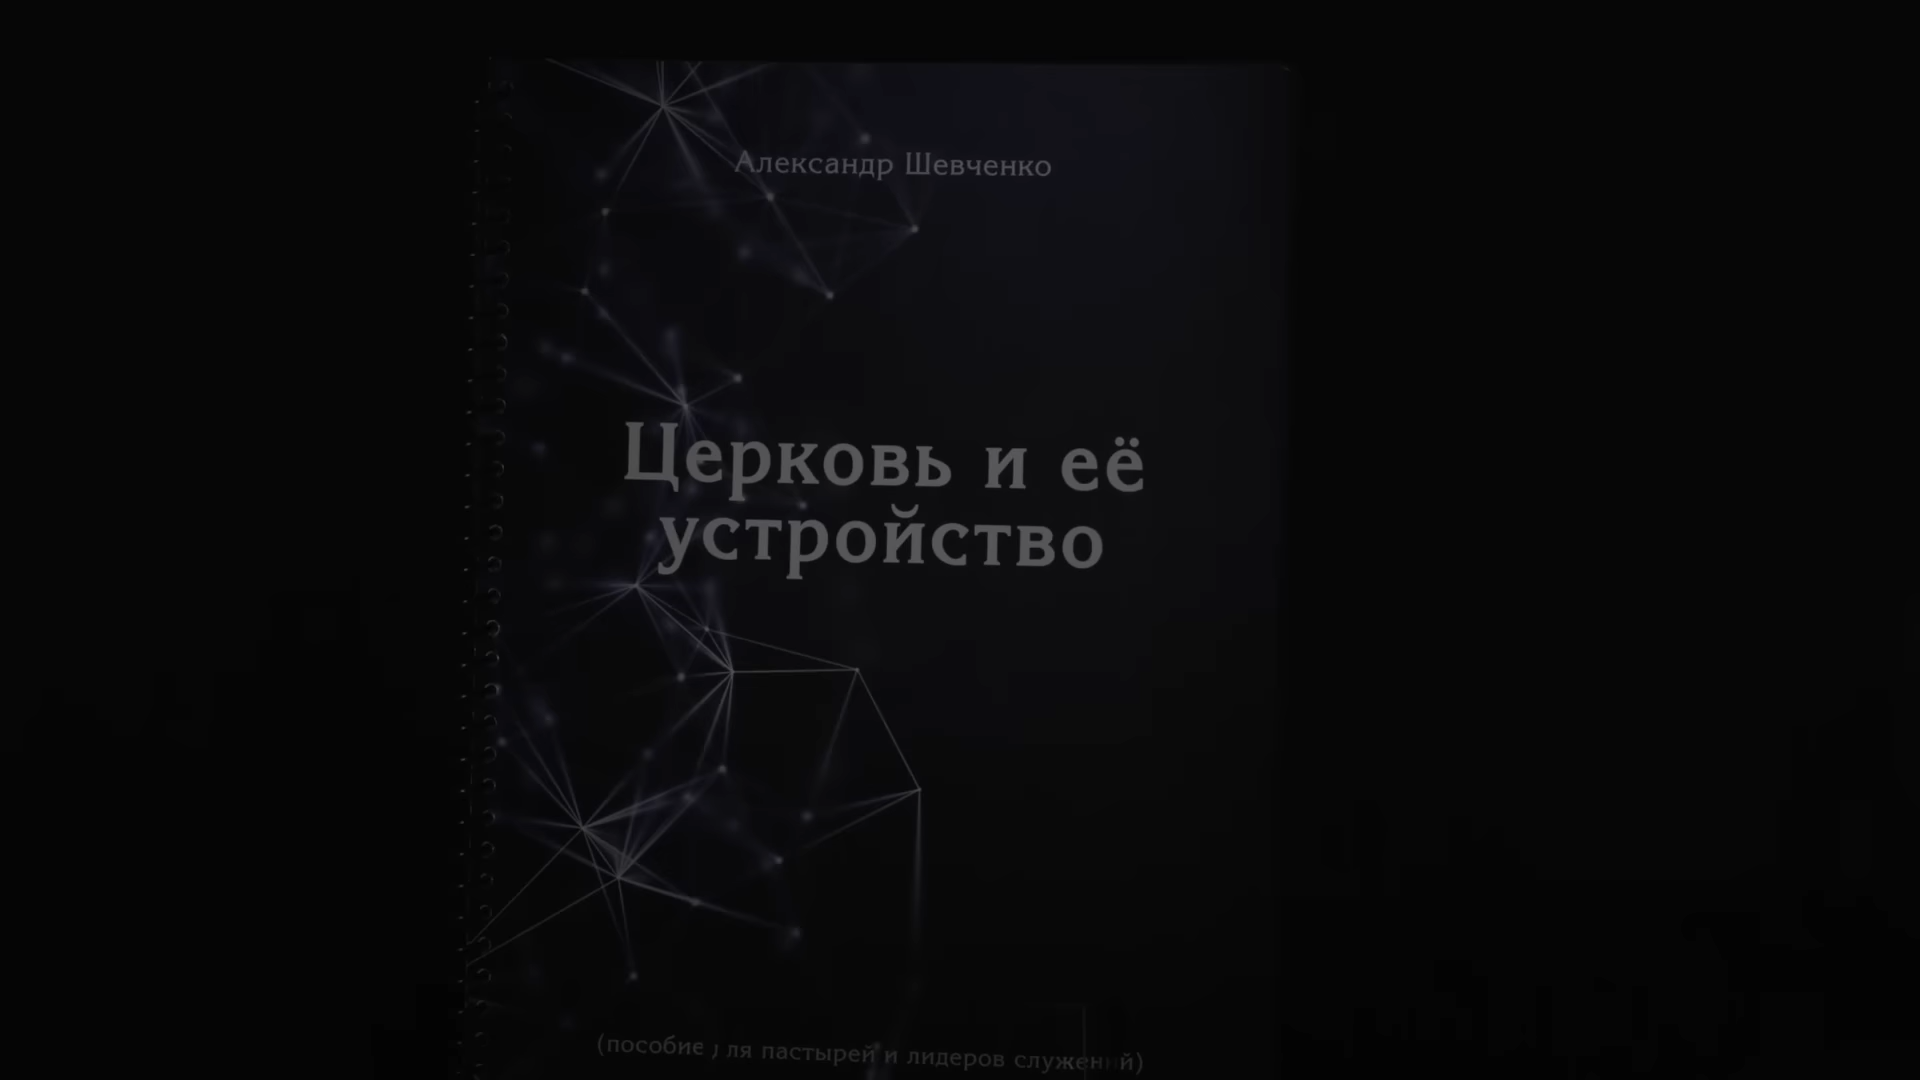 Александр Шевченко
Церковь и её
устройство
(пособие для пастырей и лидеров служений)